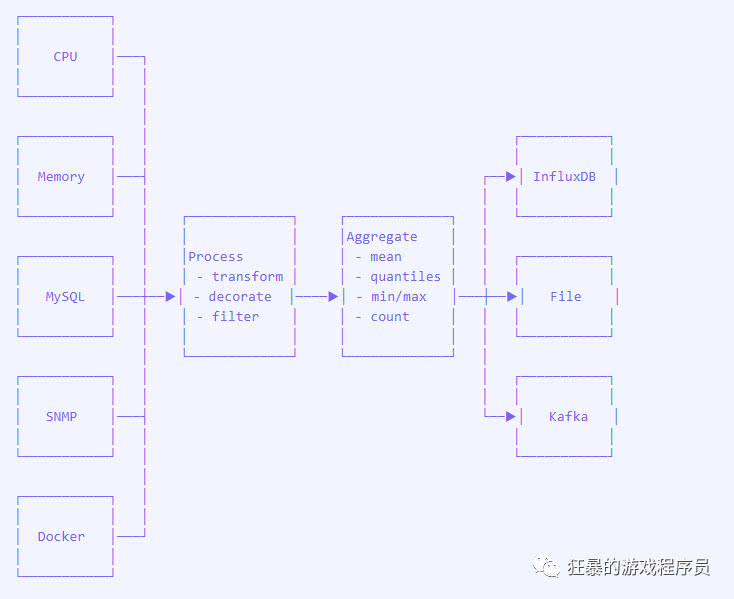 CPU
Memory
MySQL
SNMP
Docker
Process
- transform
- decorate
- filter
Aggregate
- mean
- quantiles
- min/max
- count
InfluxDB
File
Kafka
狂暴的游戏程序员